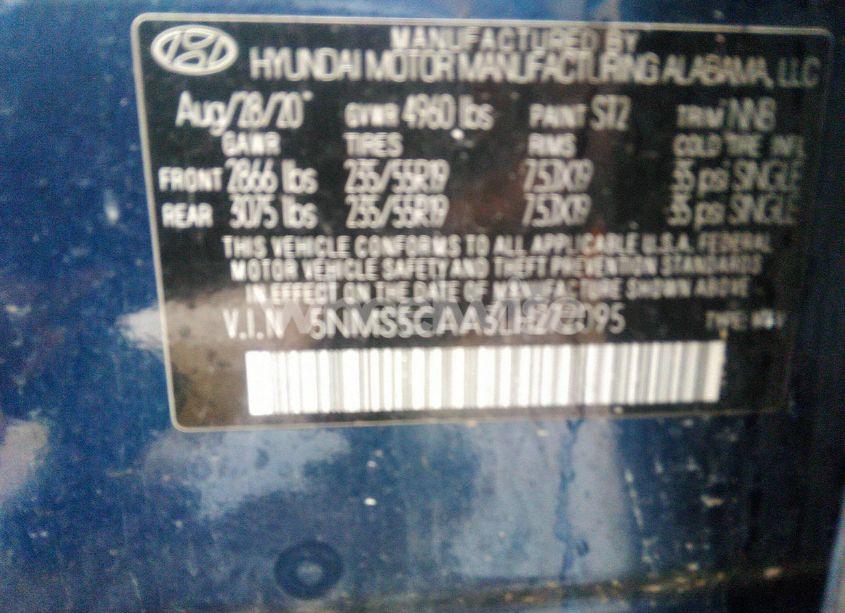 MANUFACTURED BY
HYUNDAI MOTOR MANUFACTURING ALABAMA, LLC
Aug/28/20 GVWR 4960 lbs PAINT ST2 TRIM NNB
GAWR TIRES RIMS COLD TIRE INFL
FRONT 2866 lbs 235/55R19 7.5JX19 35 psi SINGLE
REAR 3075 lbs 235/55R19 7.5JX19 35 psi SINGLE
THIS VEHICLE CONFORMS TO ALL APPLICABLE U.S.A. FEDERAL
MOTOR VEHICLE SAFETY AND THEFT PREVENTION STANDARDS
IN EFFECT ON THE DATE OF MANUFACTURE SHOWN ABOVE
V.I.N TYPE